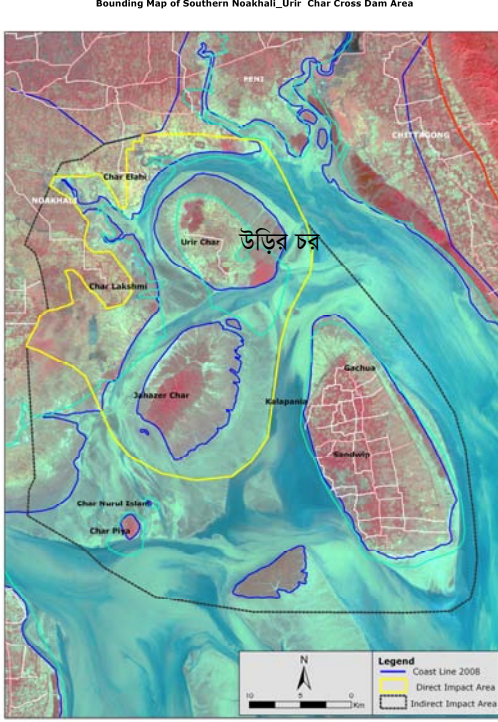 Bounding Map of Southern Noakhali_Urir Char Cross Dam Area
FENI
CHITTAGONG
Char Elahi
NOAKHALI
Urir Char
উড়ির চর
Char Lakshmi
Gachua
Jahazer Char
Kalapania
Sandwip
Char Nurul Islam
Char Piya
N
10 5 0
Km
Legend
Coast Line 2008
Direct Impact Area
Indirect Impact Area